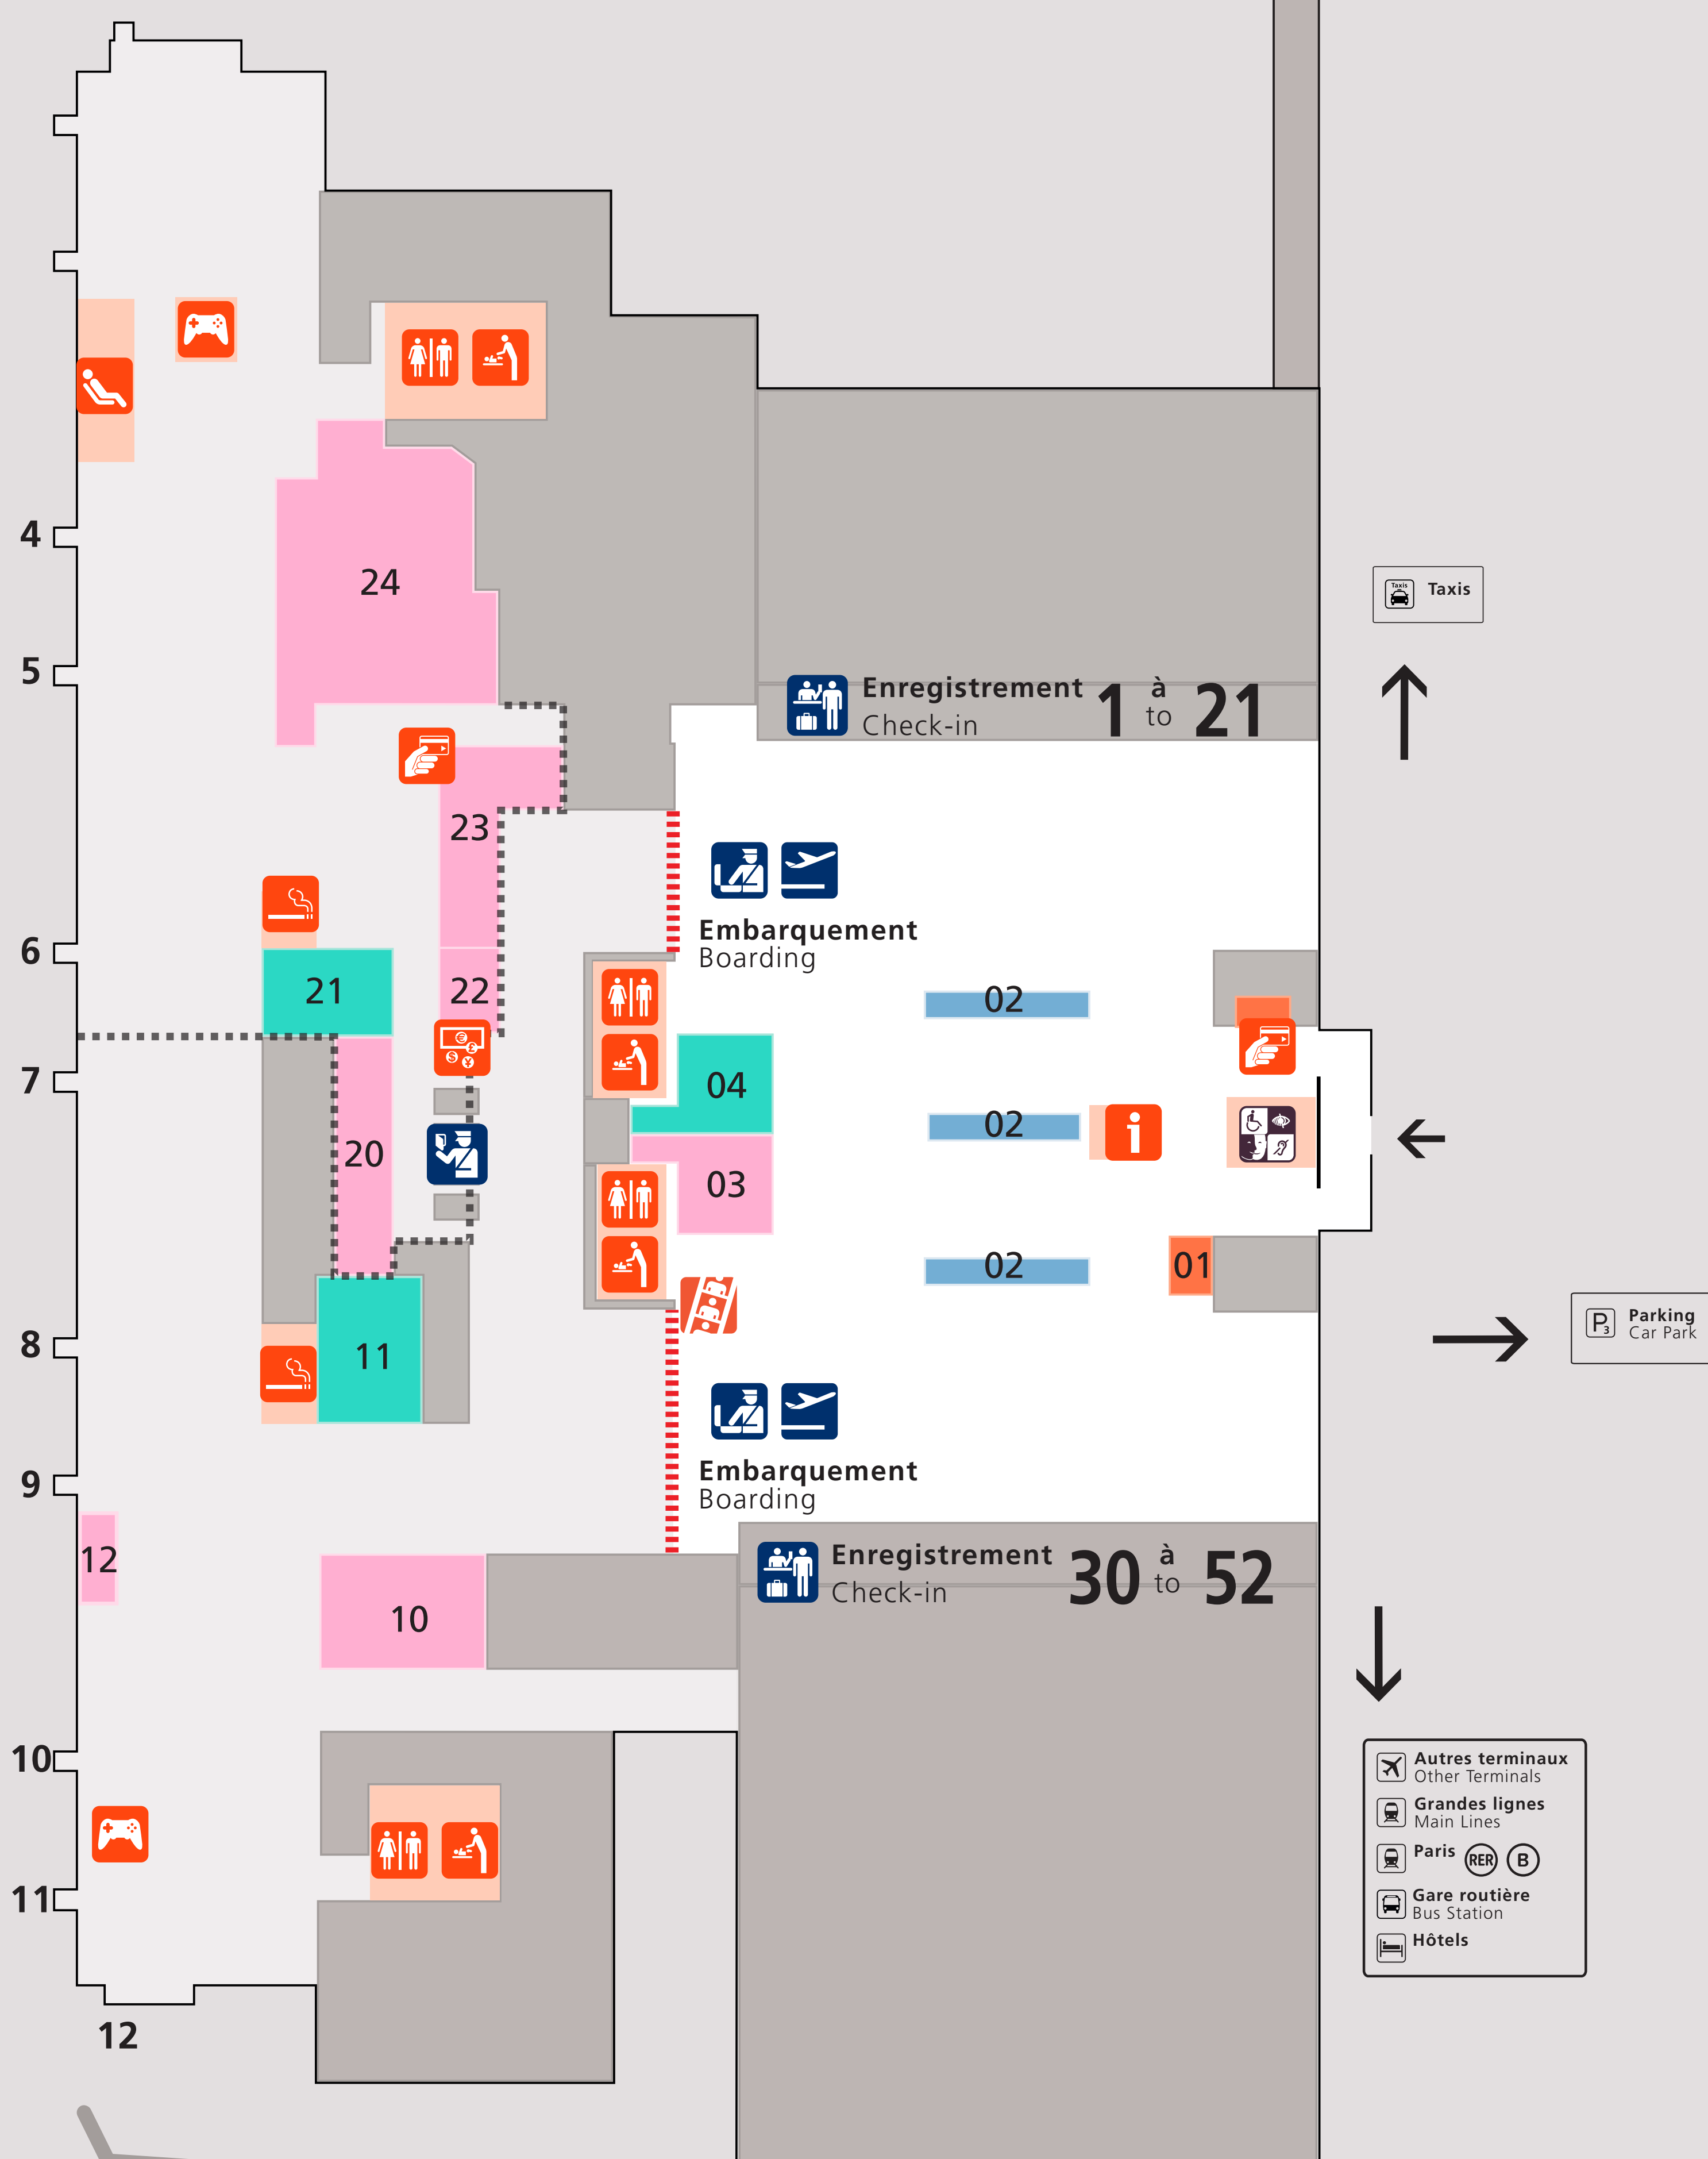 4
24
Taxis
Taxis
5
Enregistrement 1 à 21
Check-in to
23
Embarquement
Boarding
6
21
22
02
04
7
02
20
03
02
01
8
11
Parking
Car Park
P3
Embarquement
Boarding
9
12
Enregistrement 30 à 52
Check-in to
10
10
Autres terminaux
Other Terminals
Grandes lignes
Main Lines
Paris RER B
Gare routière
Bus Station
Hôtels
11
12